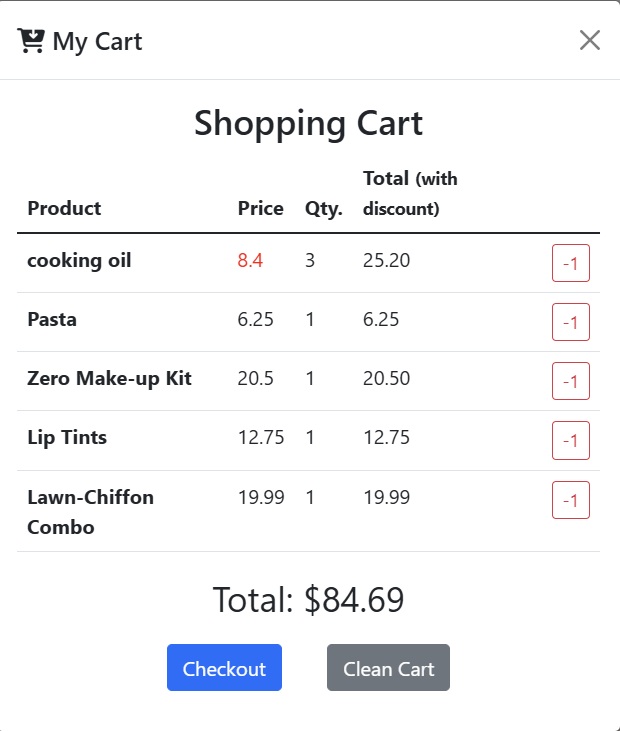 My Cart
Shopping Cart
Product Price Qty. Total (with discount)
cooking oil 8.4 3 25.20 -1
Pasta 6.25 1 6.25 -1
Zero Make-up Kit 20.5 1 20.50 -1
Lip Tints 12.75 1 12.75 -1
Lawn-Chiffon Combo 19.99 1 19.99 -1
Total: $84.69
Checkout Clean Cart